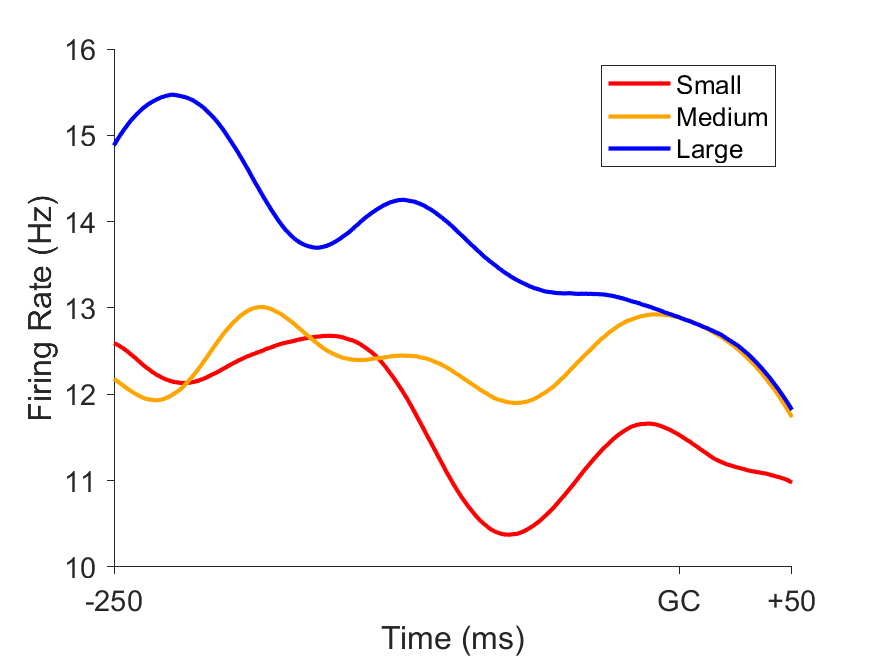 16
15
14
13
12
11
10
Firing Rate (Hz)
Small
Medium
Large
-250
GC
+50
Time (ms)